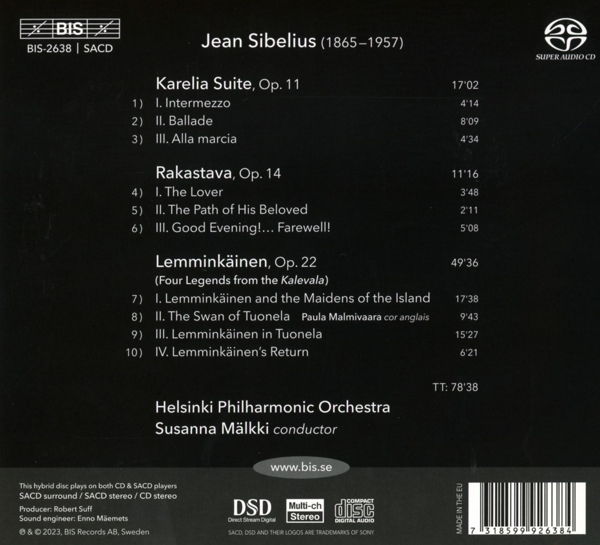 BIS
BIS-2638 | SACD
Jean Sibelius (1865–1957)
SUPER AUDIO CD
Karelia Suite, Op. 11 17'02
1) I. Intermezzo 4'14
2) II. Ballade 8'09
3) III. Alla marcia 4'34
Rakastava, Op. 14 11'16
4) I. The Lover 3'48
5) II. The Path of His Beloved 2'11
6) III. Good Evening!… Farewell! 5'08
Lemminkäinen, Op. 22 49'36
(Four Legends from the Kalevala)
7) I. Lemminkäinen and the Maidens of the Island 17'38
8) II. The Swan of Tuonela Paula Malmivaara cor anglais 9'43
9) III. Lemminkäinen in Tuonela 15'27
10) IV. Lemminkäinen's Return 6'21
TT: 78'38
Helsinki Philharmonic Orchestra
Susanna Mälkki conductor
www.bis.se
This hybrid disc plays on both CD & SACD players
SACD surround / SACD stereo / CD stereo
Producer: Robert Suff
Sound engineer: Enno Mäemets
℗ & © 2023, BIS Records AB, Sweden
DSD
Direct Stream Digital
Multi-ch
Stereo
COMPACT
disc
DIGITAL AUDIO
SACD, DSD AND THEIR LOGOS ARE TRADEMARKS OF SONY
MADE IN THE EU
7 318599 926384